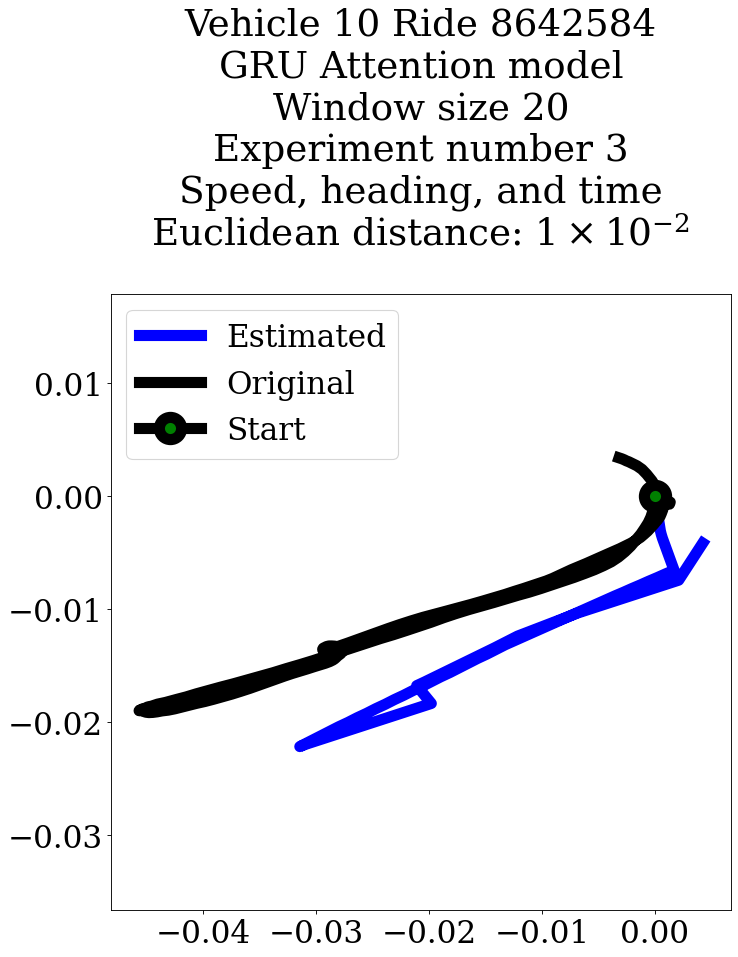 Vehicle 10 Ride 8642584
GRU Attention model
Window size 20
Experiment number 3
Speed, heading, and time
Euclidean distance: 1 × 10⁻²
Estimated
Original
Start
0.01
0.00
−0.01
−0.02
−0.03
−0.04 −0.03 −0.02 −0.01 0.00